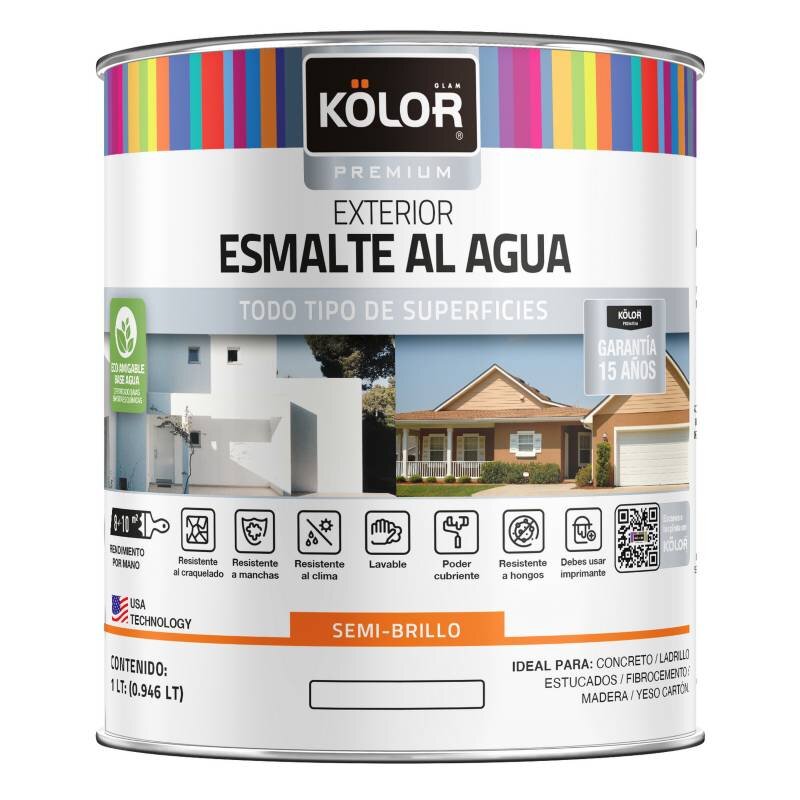 GLAM
KÖLOR®
PREMIUM
EXTERIOR
ESMALTE AL AGUA
TODO TIPO DE SUPERFICIES
KÖLOR
PREMIUM
GARANTÍA
15 AÑOS
ECO AMIGABLE
BASE AGUA
8-10 m²
RENDIMIENTO
POR MANO
Resistente
al craquelado
Resistente
a manchas
Resistente
al clima
Lavable
Poder
cubriente
Resistente
a hongos
Debes usar
imprimante
KÖLOR
USA
TECHNOLOGY
SEMI-BRILLO
CONTENIDO:
1 LT: (0.946 LT)
IDEAL PARA: CONCRETO / LADRILLO
ESTUCADOS / FIBROCEMENTO /
MADERA / YESO CARTÓN.